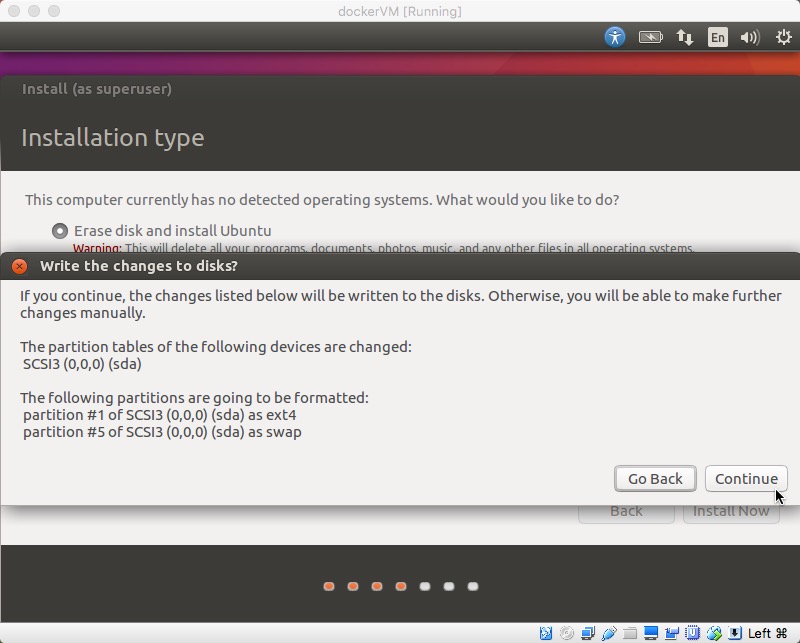 dockerVM [Running]
En
Install (as superuser)
Installation type
This computer currently has no detected operating systems. What would you like to do?
Erase disk and install Ubuntu
Warning: This will delete all your programs, documents, photos, music, and any other files in all operating systems.
Write the changes to disks?
If you continue, the changes listed below will be written to the disks. Otherwise, you will be able to make further
changes manually.
The partition tables of the following devices are changed:
SCSI3 (0,0,0) (sda)
The following partitions are going to be formatted:
partition #1 of SCSI3 (0,0,0) (sda) as ext4
partition #5 of SCSI3 (0,0,0) (sda) as swap
Go Back Continue
Back Install Now
Left ⌘